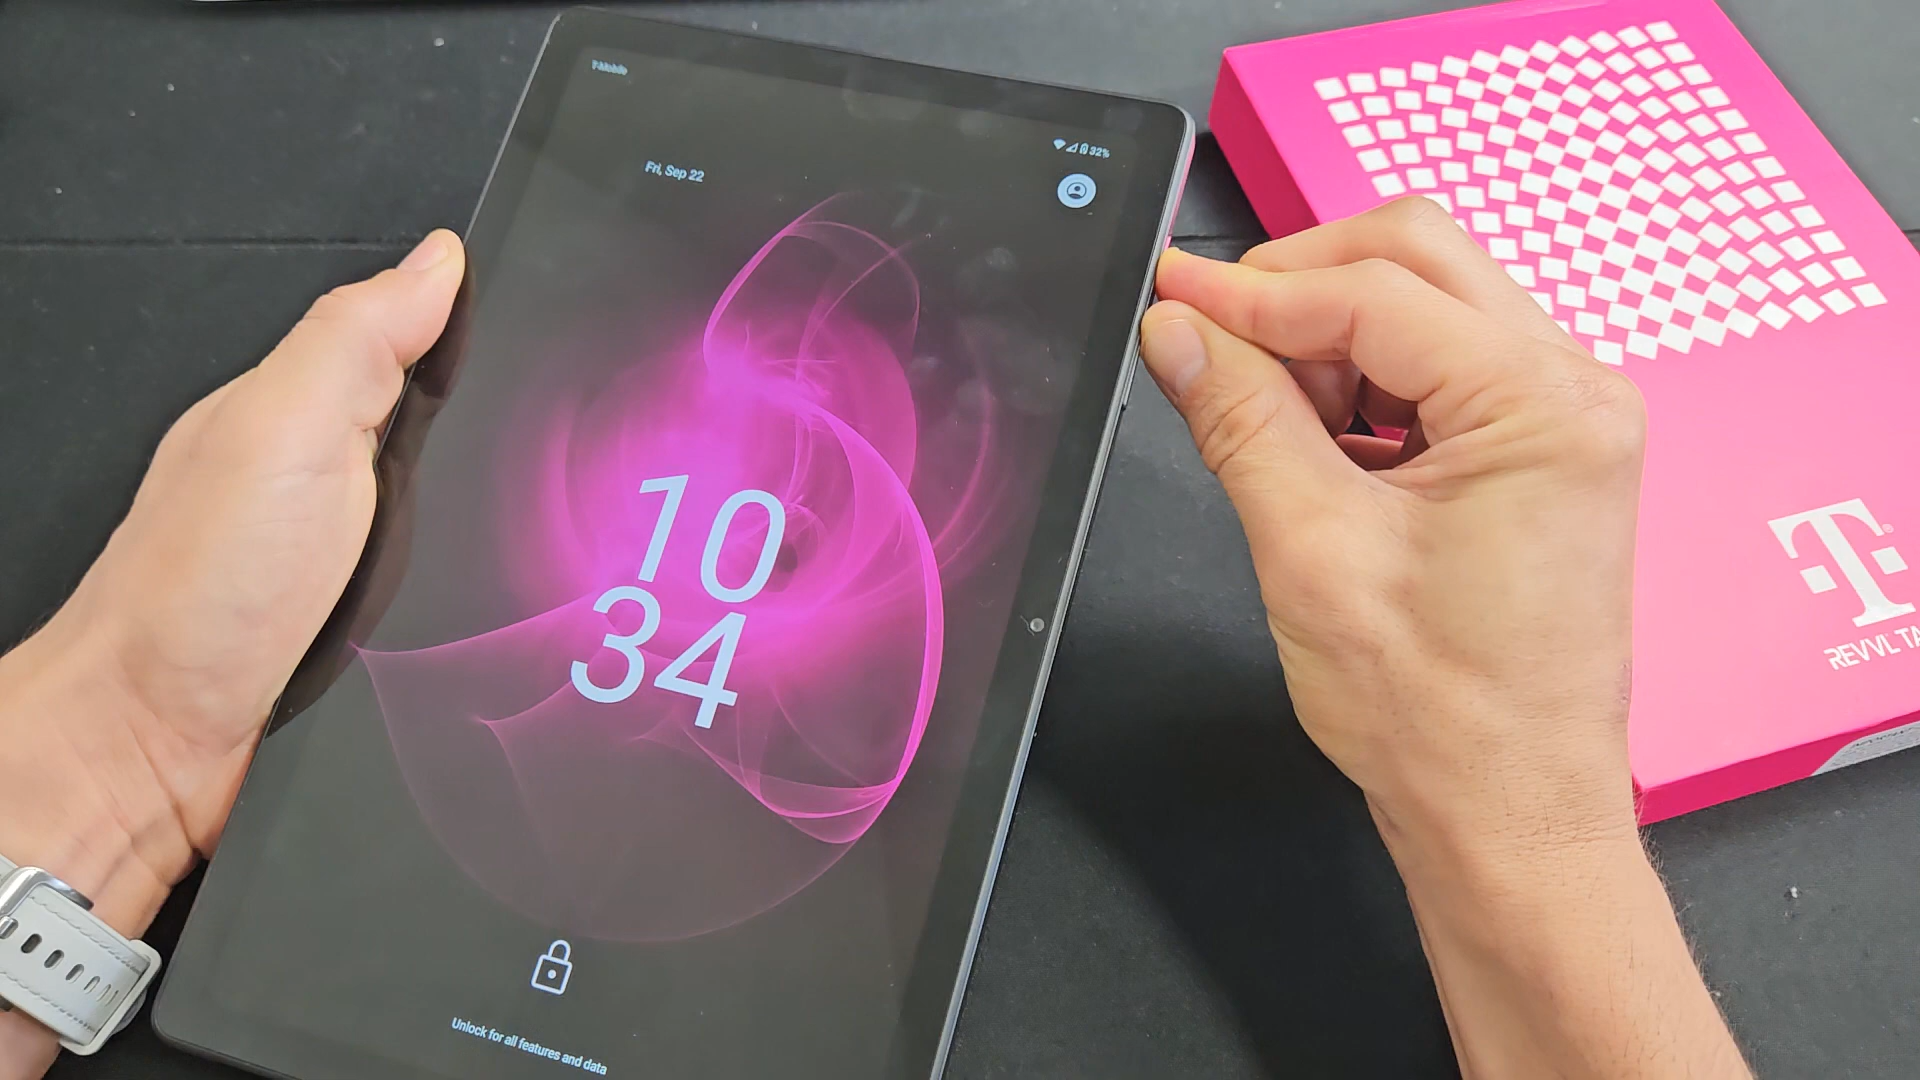 T-Mobile
32%
Fri, Sep 22
10
34
Unlock for all features and data
T
REVVL TA